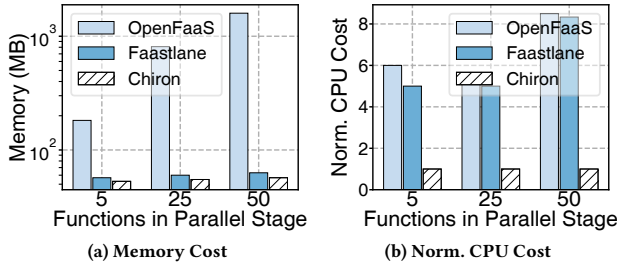 Memory (MB)
10³
10²
OpenFaaS
Faastlane
Chiron
5 25 50
Functions in Parallel Stage
(a) Memory Cost
Norm. CPU Cost
8
6
4
2
0
OpenFaaS
Faastlane
Chiron
5 25 50
Functions in Parallel Stage
(b) Norm. CPU Cost